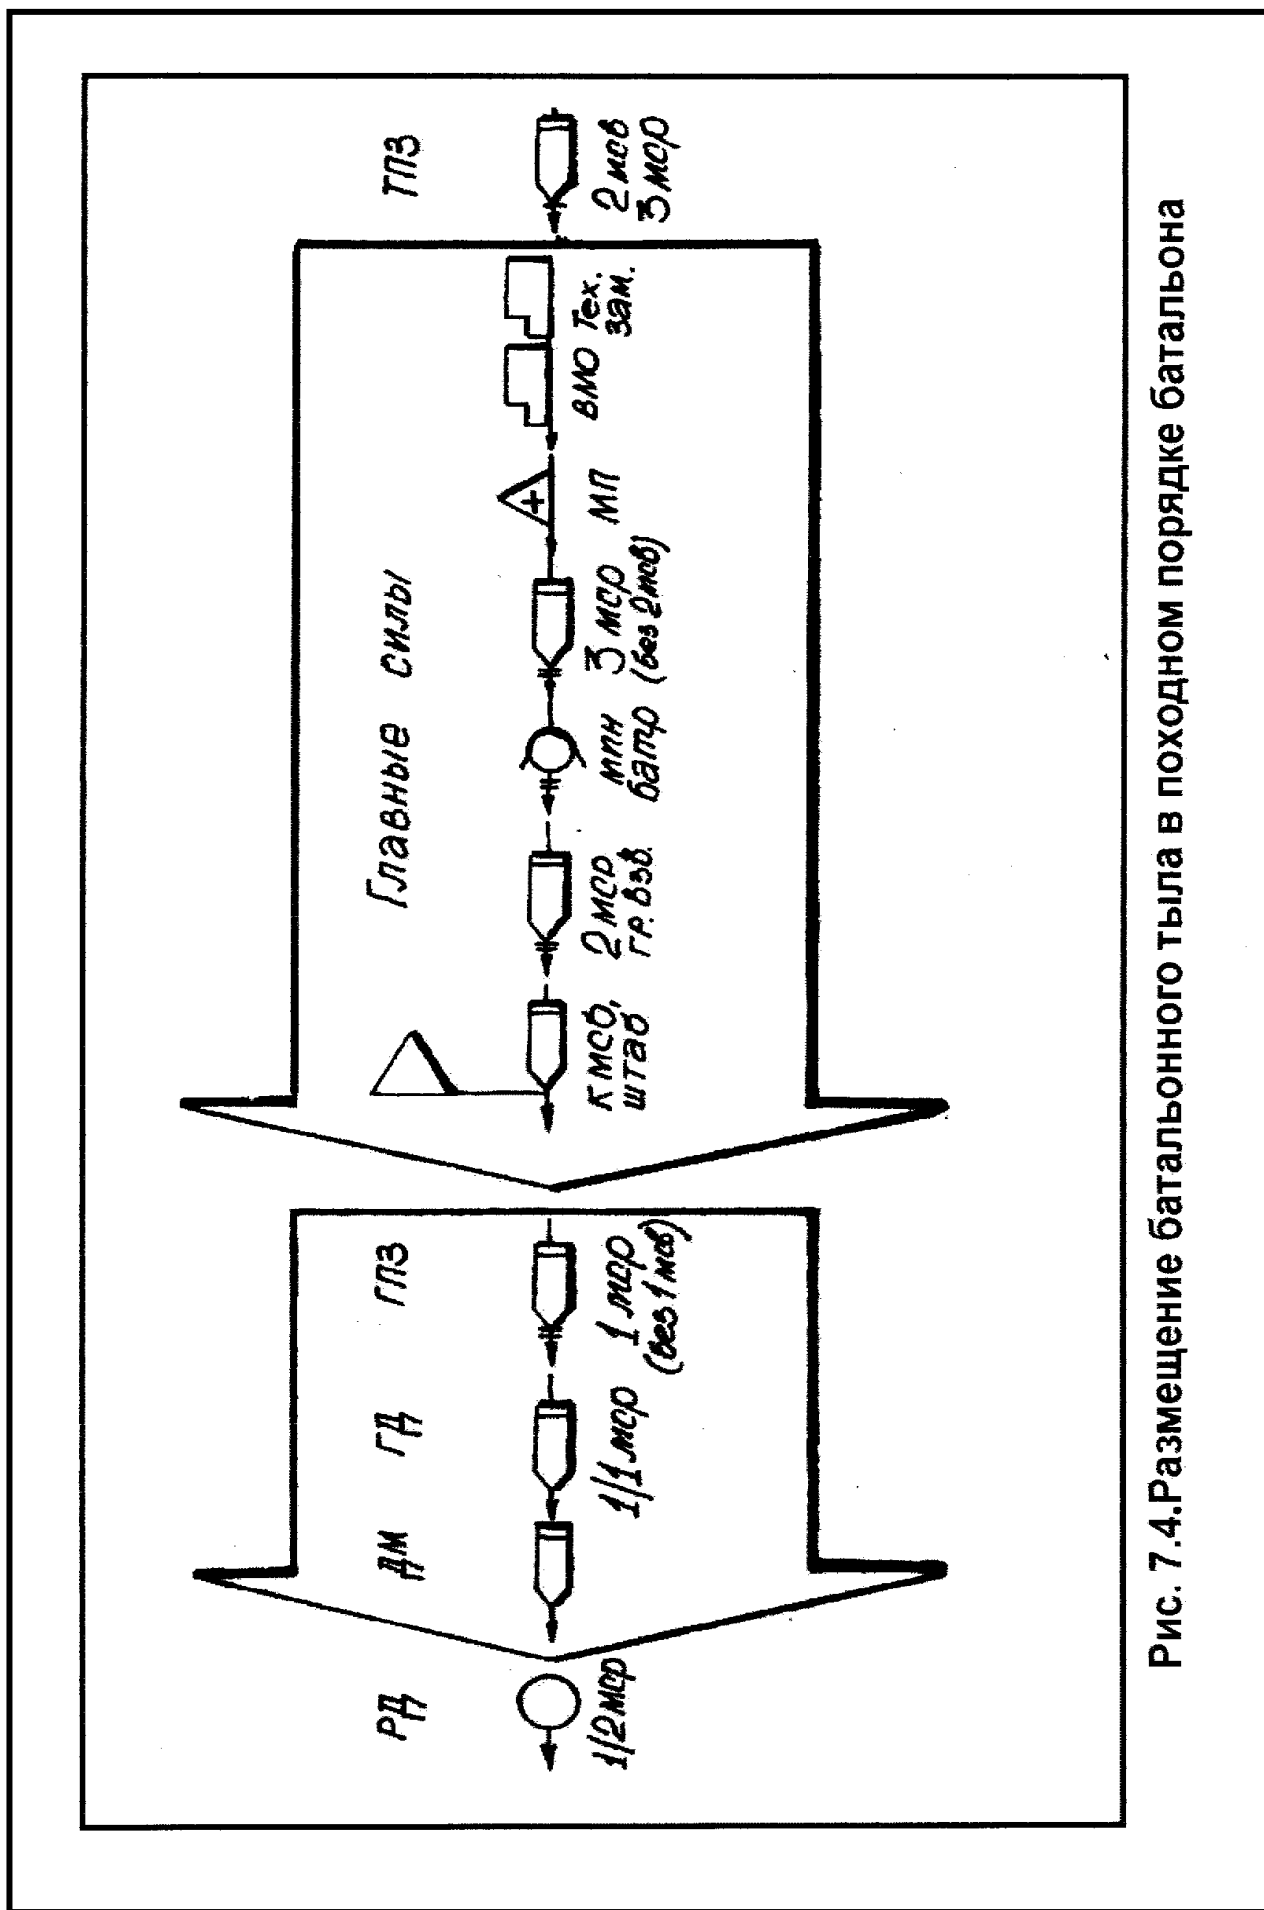 РД
1/2 мср
ДМ
ГД
1/1 мср
ГПЗ
1 мср
(без 1 мсв)
Главные силы
К МСБ,
штаб
2 мср
гр. взв.
мин
батр
3 мср
(без 2 мсв)
МП
ВМО
Тех.
зам.
ТПЗ
2 мсв
3 мср
Рис. 7.4.Размещение батальонного тыла в походном порядке батальона